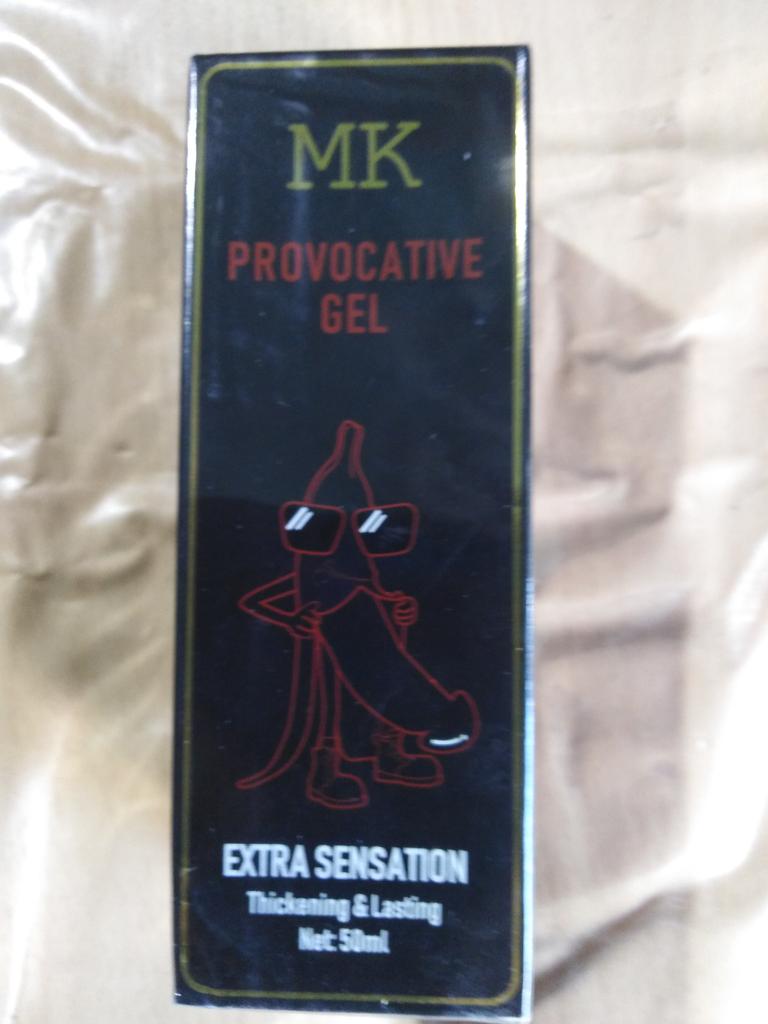 MK
PROVOCATIVE
GEL
EXTRA SENSATION
Thickening & Lasting
Net: 50ml